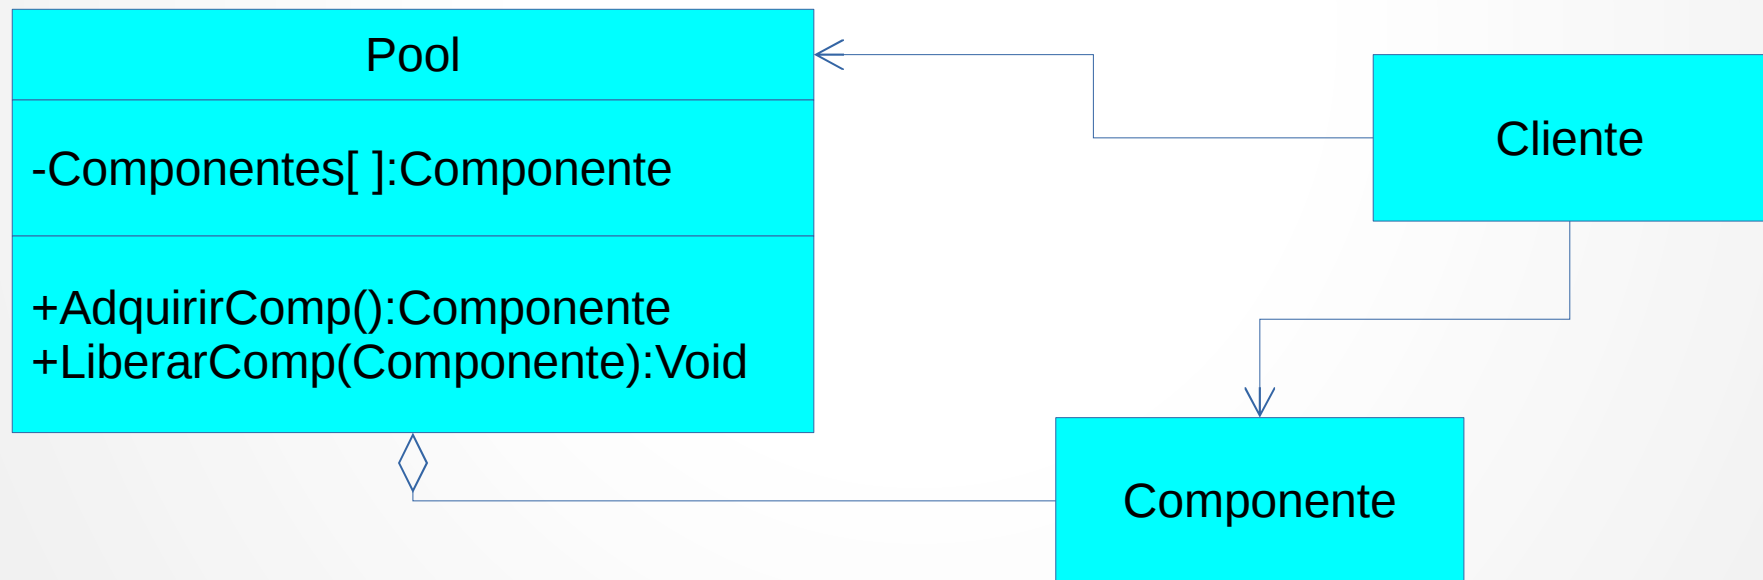 Pool
-Componentes[ ]:Componente
+AdquirirComp():Componente
+LiberarComp(Componente):Void
Cliente
Componente